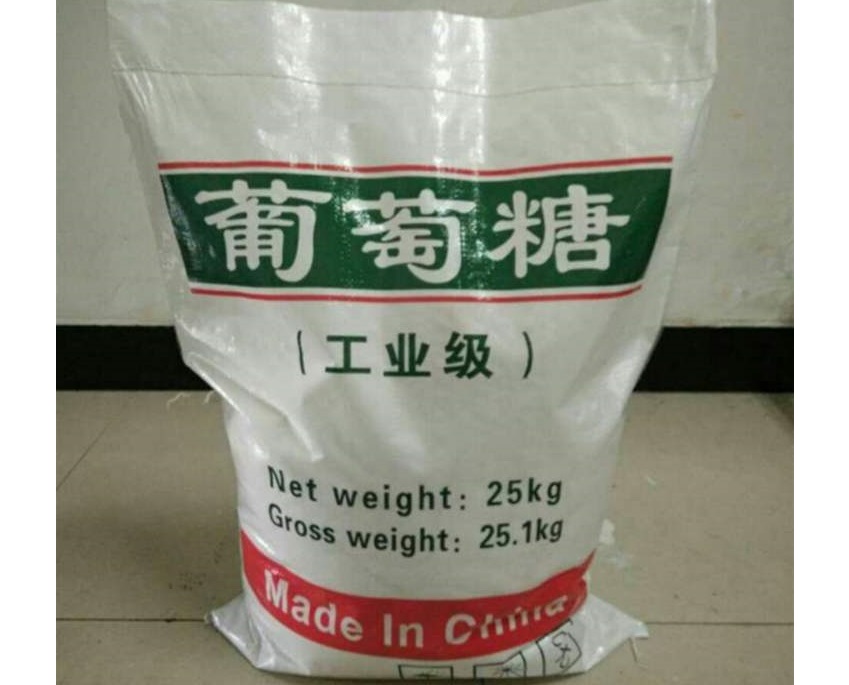 葡萄糖
（工业级）
Net weight: 25kg
Gross weight: 25.1kg
Made In China